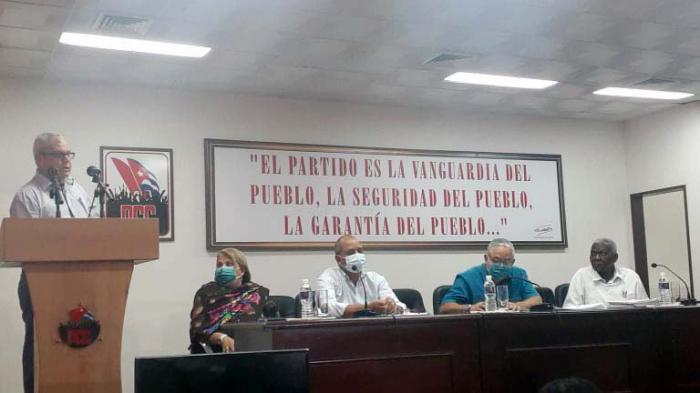 PCC
"EL PARTIDO ES LA VANGUARDIA DEL
PUEBLO, LA SEGURIDAD DEL PUEBLO,
LA GARANTÍA DEL PUEBLO..."